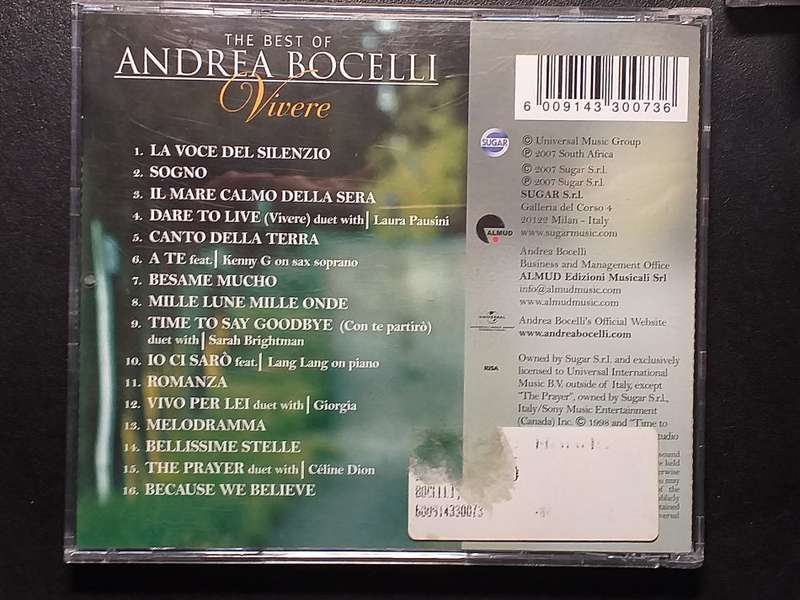 THE BEST OF
ANDREA BOCELLI
Vivere
1. LA VOCE DEL SILENZIO
2. SOGNO
3. IL MARE CALMO DELLA SERA
4. DARE TO LIVE (Vivere) duet with Laura Pausini
5. CANTO DELLA TERRA
6. A TE feat. Kenny G on sax soprano
7. BESAME MUCHO
8. MILLE LUNE MILLE ONDE
9. TIME TO SAY GOODBYE (Con te partirò)
duet with Sarah Brightman
10. IO CI SARÒ feat. Lang Lang on piano
11. ROMANZA
12. VIVO PER LEI duet with Giorgia
13. MELODRAMMA
14. BELLISSIME STELLE
15. THE PRAYER duet with Céline Dion
16. BECAUSE WE BELIEVE
6 009143 300736
SUGAR
© Universal Music Group
℗ 2007 South Africa
© 2007 Sugar S.r.l.
℗ 2007 Sugar S.r.l.
SUGAR S.r.l.
Galleria del Corso 4
20122 Milan - Italy
www.sugarmusic.com
ALMUD
Andrea Bocelli
Business and Management Office
ALMUD Edizioni Musicali Srl
info@almudmusic.com
www.almudmusic.com
UNIVERSAL
Andrea Bocelli's Official Website
www.andreabocelli.com
RISA
Owned by Sugar S.r.l. and exclusively
licensed to Universal International
Music B.V. outside of Italy, except
"The Prayer", owned by Sugar S.r.l.,
Italy/Sony Music Entertainment
(Canada) Inc. © 1998 and "Time to
studio
sound
held
may
of the
universal